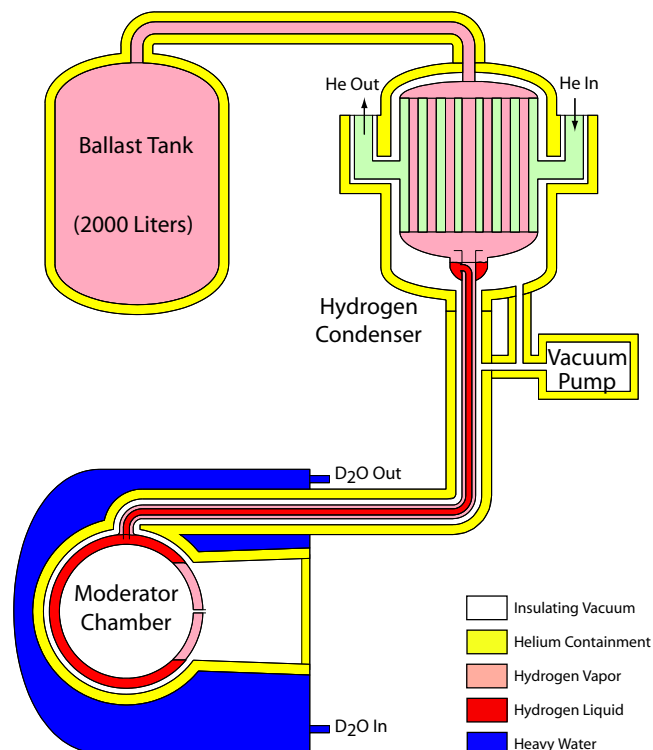 He Out
He In
Ballast Tank
(2000 Liters)
Hydrogen
Condenser
Vacuum
Pump
D2O Out
Moderator
Chamber
D2O In
Insulating Vacuum
Helium Containment
Hydrogen Vapor
Hydrogen Liquid
Heavy Water